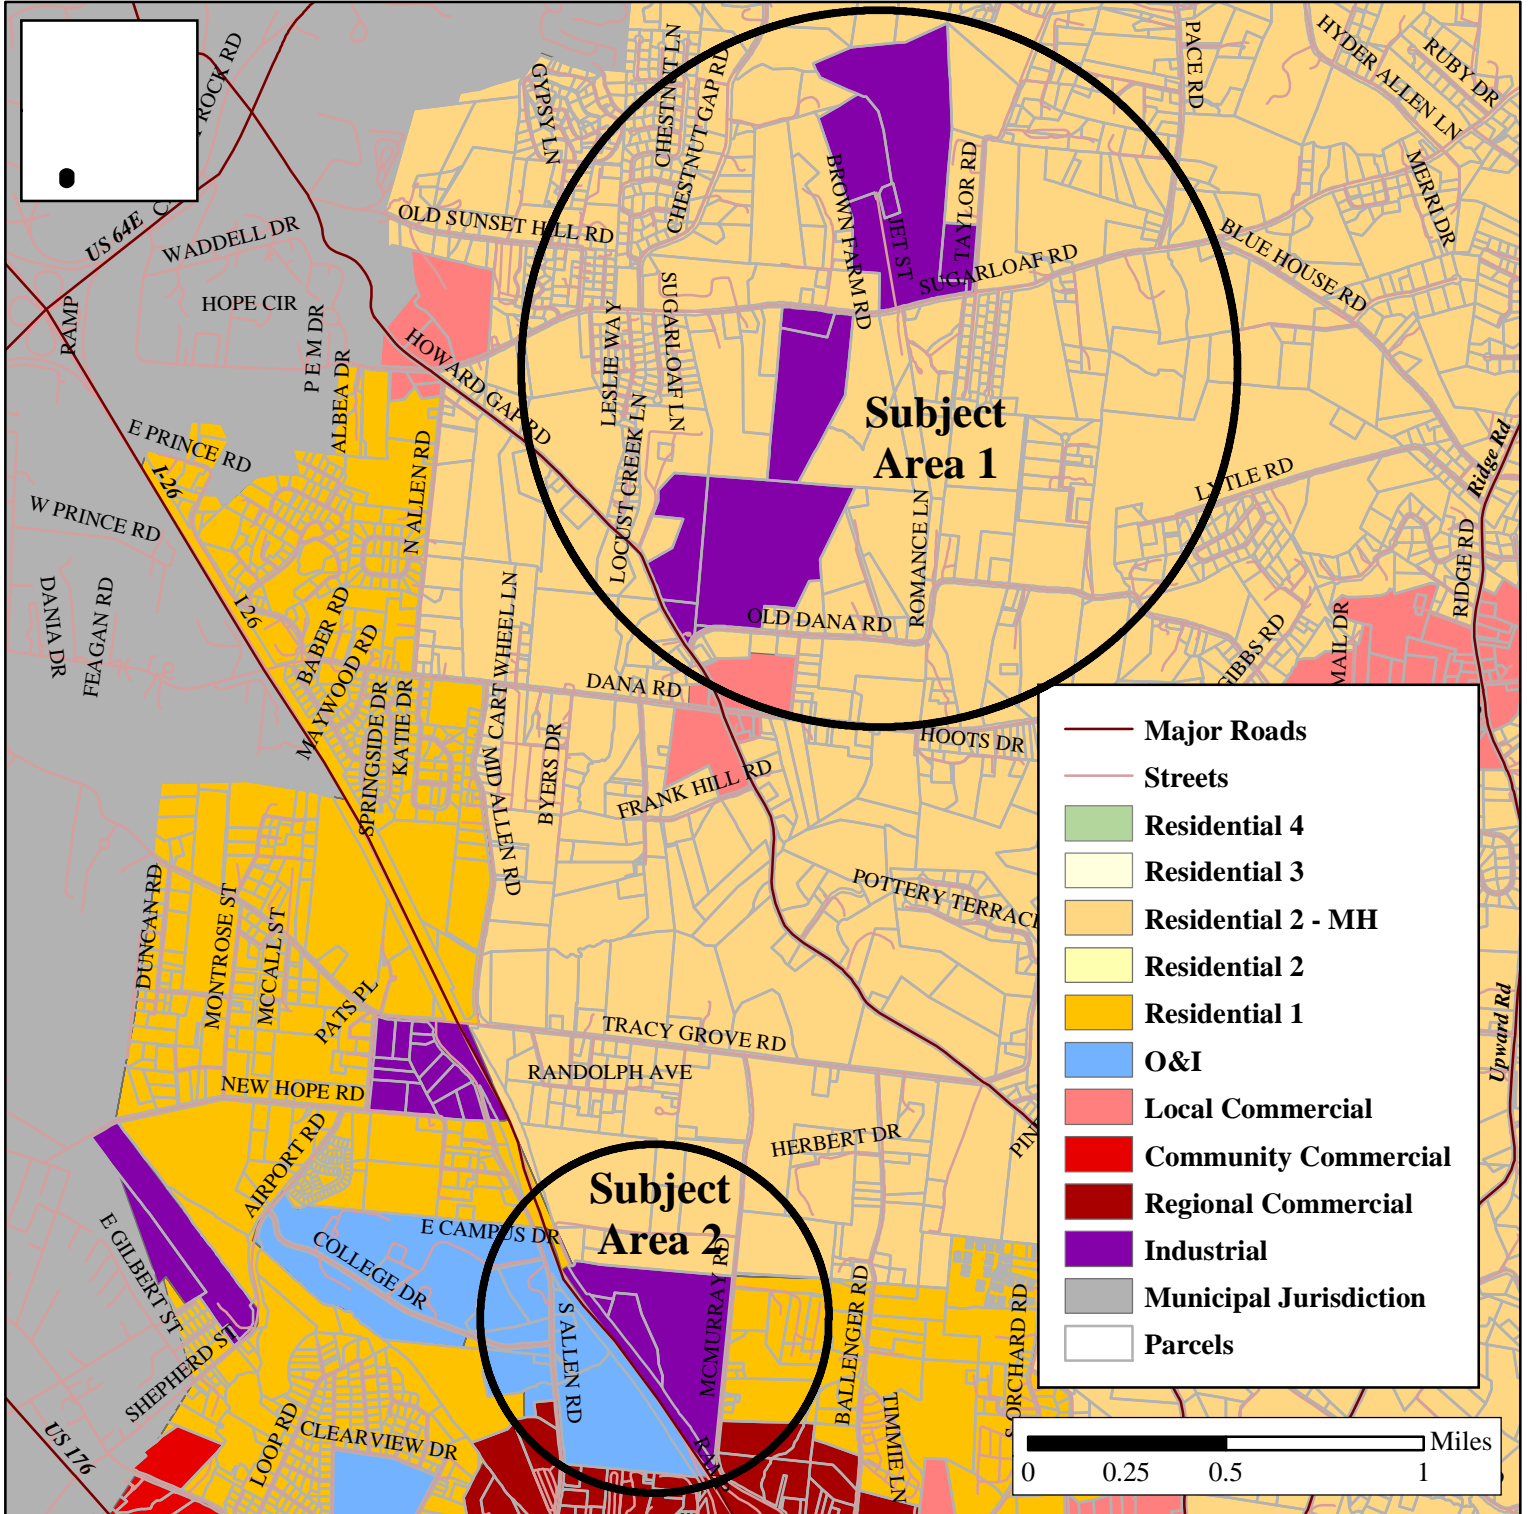 ROCK RD
US 64E
WADDELL DR
HOPE CIR
RAMP
P E M DR
ALBEA DR
GYPSY LN
CHESTNUT LN
CHESTNUT GAP RD
OLD SUNSET HILL RD
BROWN FARM RD
JET ST
TAYLOR RD
SUGARLOAF RD
PACE RD
HYDER ALLEN LN
RUBY DR
MERRI DR
BLUE HOUSE RD
HOWARD GAP RD
LESLIE WAY
SUGARLOAF LN
LOCUST CREEK LN
Subject
Area 1
LYTLE RD
Ridge Rd
RIDGE RD
E PRINCE RD
I-26
W PRINCE RD
N ALLEN RD
DANIA DR
FEAGAN RD
I-26
BABER RD
MAYWOOD RD
SPRINGSIDE DR
KATIE DR
MID ALLEN RD
CART WHEEL LN
BYERS DR
DANA RD
OLD DANA RD
ROMANCE LN
GIBBS RD
MAIL DR
HOOTS DR
FRANK HILL RD
POTTERY TERRACE
DUNCAN RD
MONTROSE ST
MCCALL ST
PATS PL
TRACY GROVE RD
RANDOLPH AVE
NEW HOPE RD
AIRPORT RD
HERBERT DR
PIN
Upward Rd
Subject
Area 2
E CAMPUS DR
COLLEGE DR
E GILBERT ST
SHEPHERD ST
S ALLEN RD
MCMURRAY RD
BALLENGER RD
S ORCHARD RD
TIMMIE LN
LOOP RD
CLEARVIEW DR
US 176
RAMP
Major Roads
Streets
Residential 4
Residential 3
Residential 2 - MH
Residential 2
Residential 1
O&I
Local Commercial
Community Commercial
Regional Commercial
Industrial
Municipal Jurisdiction
Parcels
Miles
0 0.25 0.5 1